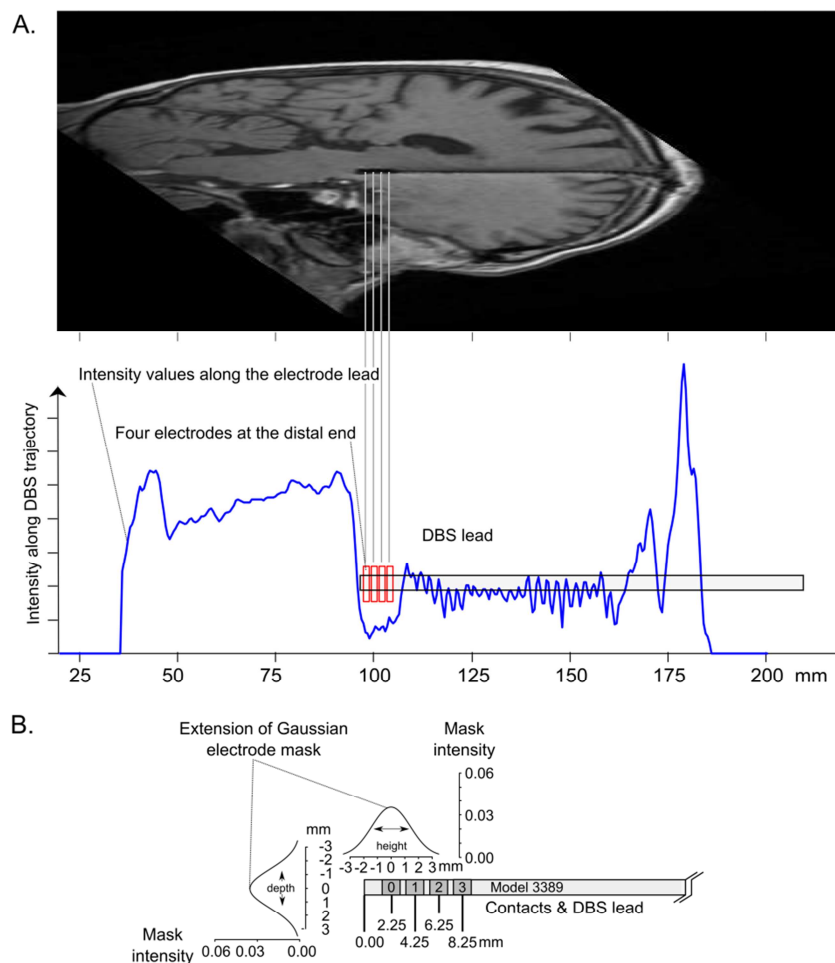 A.
Intensity values along the electrode lead
Four electrodes at the distal end
DBS lead
Intensity along DBS trajectory
25 50 75 100 125 150 175 200 mm
B.
Extension of Gaussian
electrode mask
Mask
intensity
0.06
0.03
0.00
mm
-3
-2
-1
0
1
2
3
depth
height
-3 -2 -1 0 1 2 3 mm
0 1 2 3 Model 3389
Contacts & DBS lead
2.25 6.25
0.00 4.25 8.25 mm
Mask
intensity
0.06 0.03 0.00